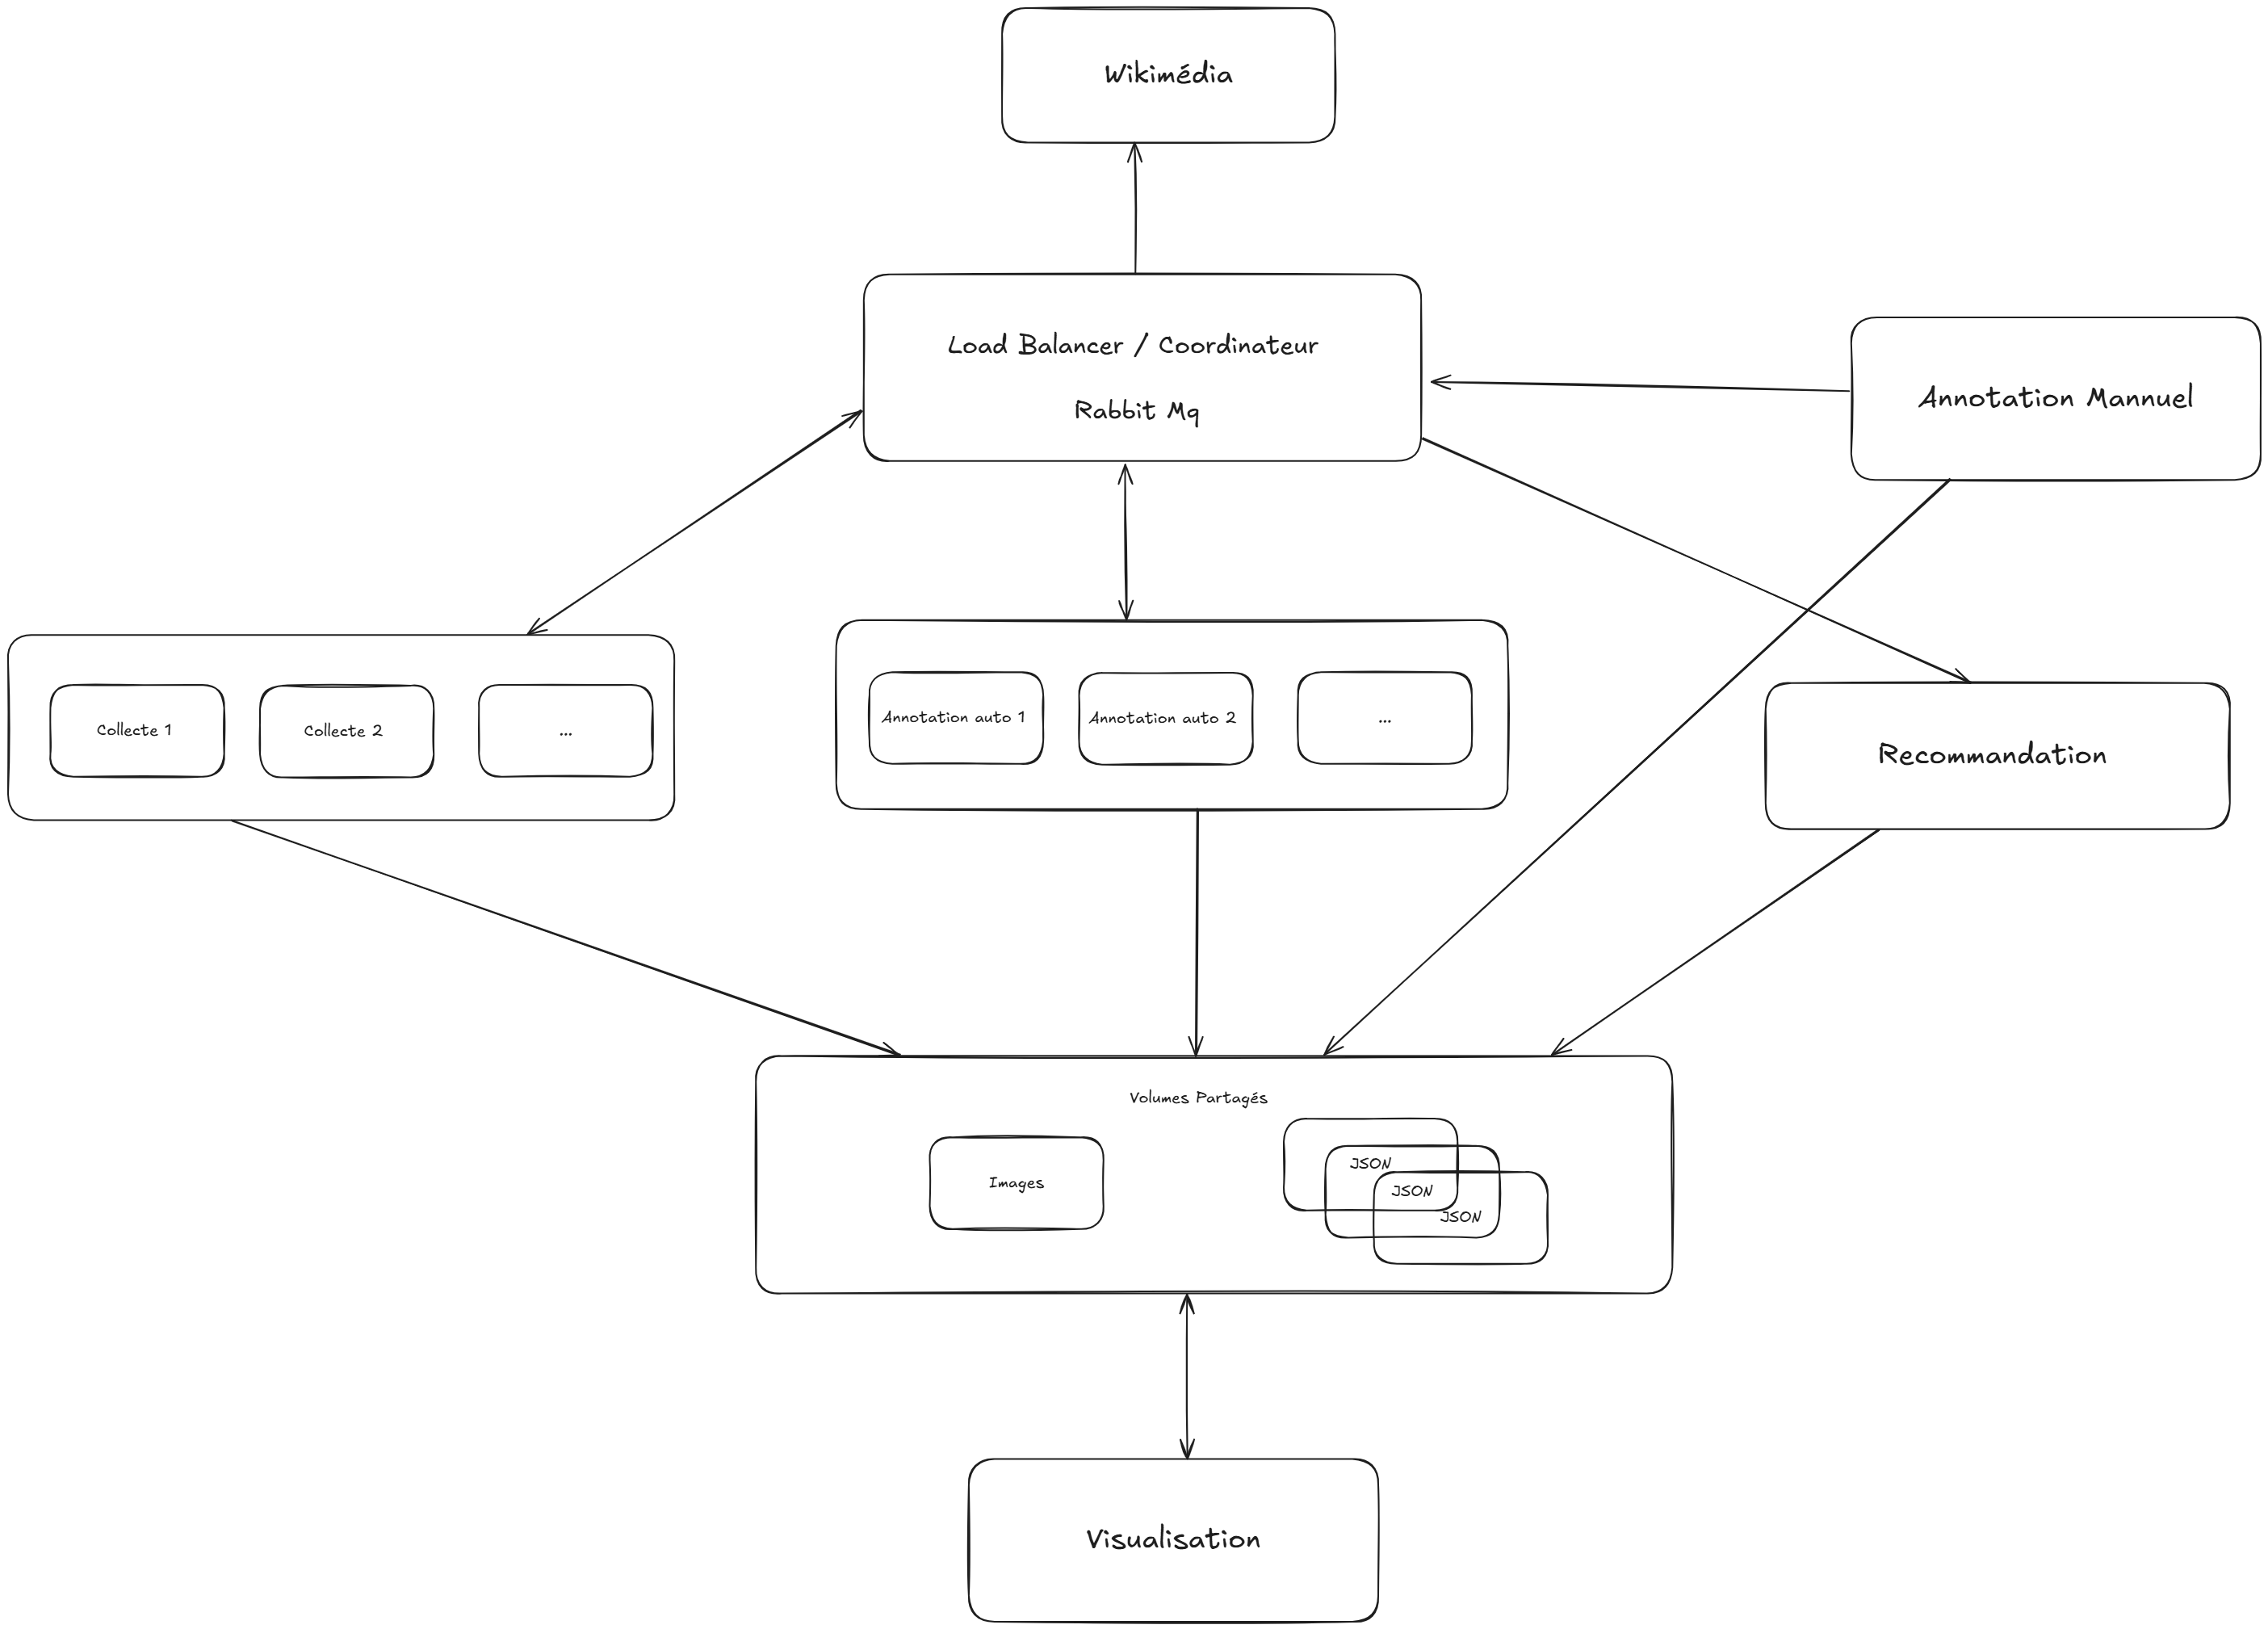 Wikimédia
Load Balancer / Coordinateur
Rabbit Mq
Annotation Mannuel
Collecte 1
Collecte 2
...
Annotation auto 1
Annotation auto 2
...
Recommandation
Volumes Partagés
Images
JSON
JSON
JSON
Visualisation